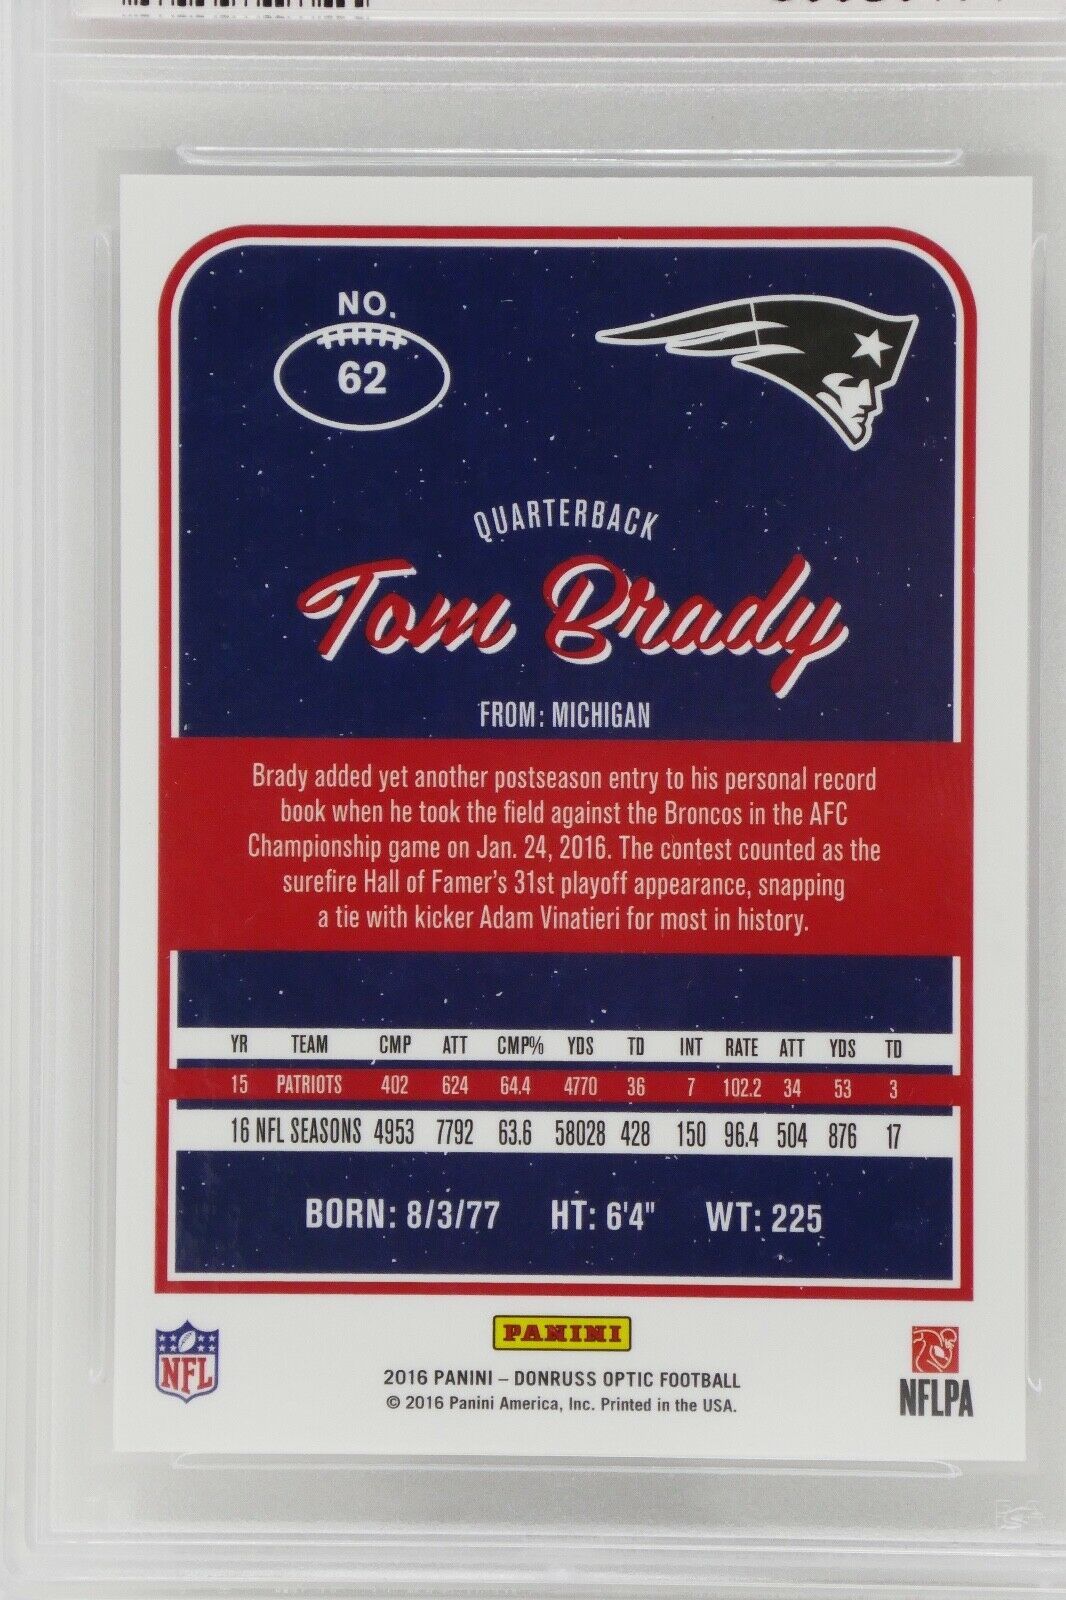 NO.
62
QUARTERBACK
Tom Brady
FROM: MICHIGAN
Brady added yet another postseason entry to his personal record
book when he took the field against the Broncos in the AFC
Championship game on Jan. 24, 2016. The contest counted as the
surefire Hall of Famer's 31st playoff appearance, snapping
a tie with kicker Adam Vinatieri for most in history.
YR TEAM CMP ATT CMP% YDS TD INT RATE ATT YDS TD
15 PATRIOTS 402 624 64.4 4770 36 7 102.2 34 53 3
16 NFL SEASONS 4953 7792 63.6 58028 428 150 96.4 504 876 17
BORN: 8/3/77 HT: 6'4" WT: 225
NFL
PANINI
2016 PANINI – DONRUSS OPTIC FOOTBALL
© 2016 Panini America, Inc. Printed in the USA.
NFLPA